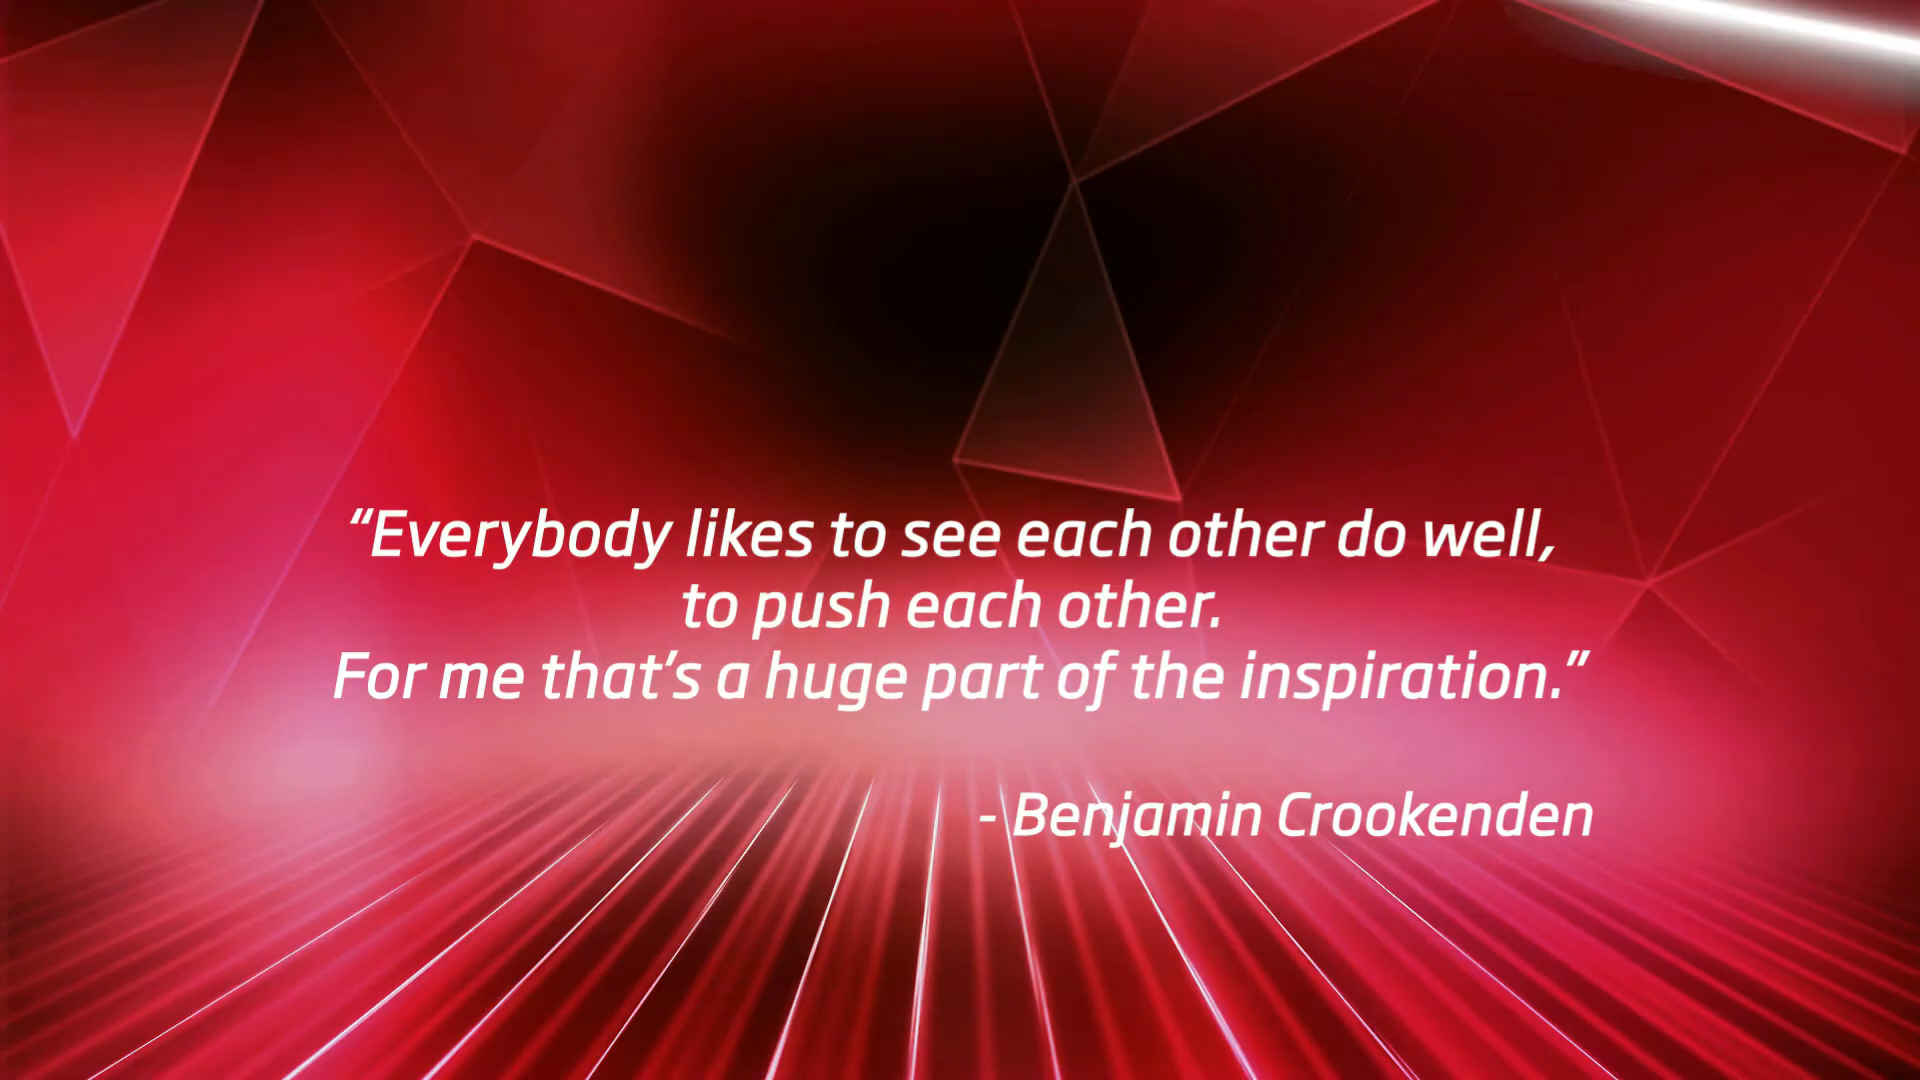 “Everybody likes to see each other do well,
to push each other.
For me that’s a huge part of the inspiration.”
- Benjamin Crookenden